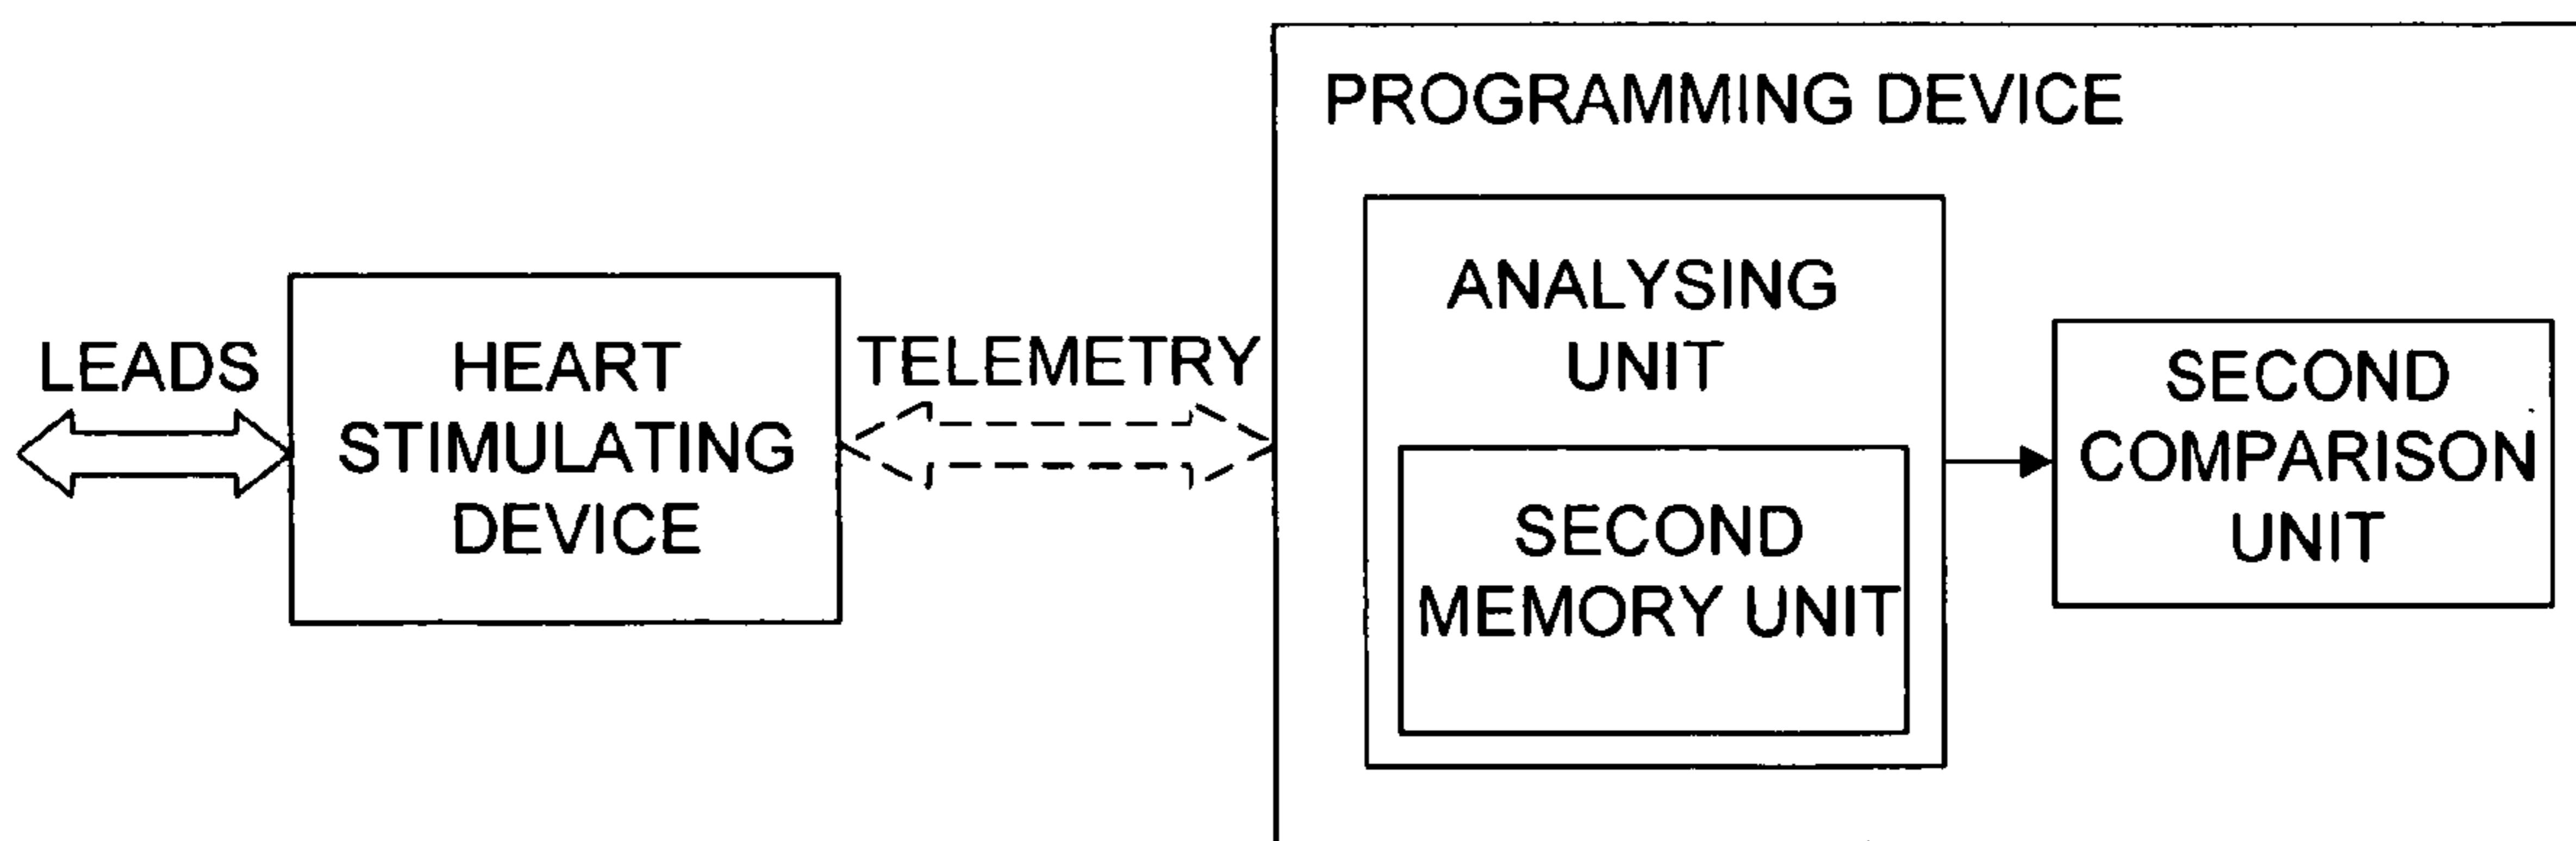 PROGRAMMING DEVICE
LEADS
HEART
STIMULATING
DEVICE
TELEMETRY
ANALYSING
UNIT
SECOND
MEMORY UNIT
SECOND
COMPARISON
UNIT